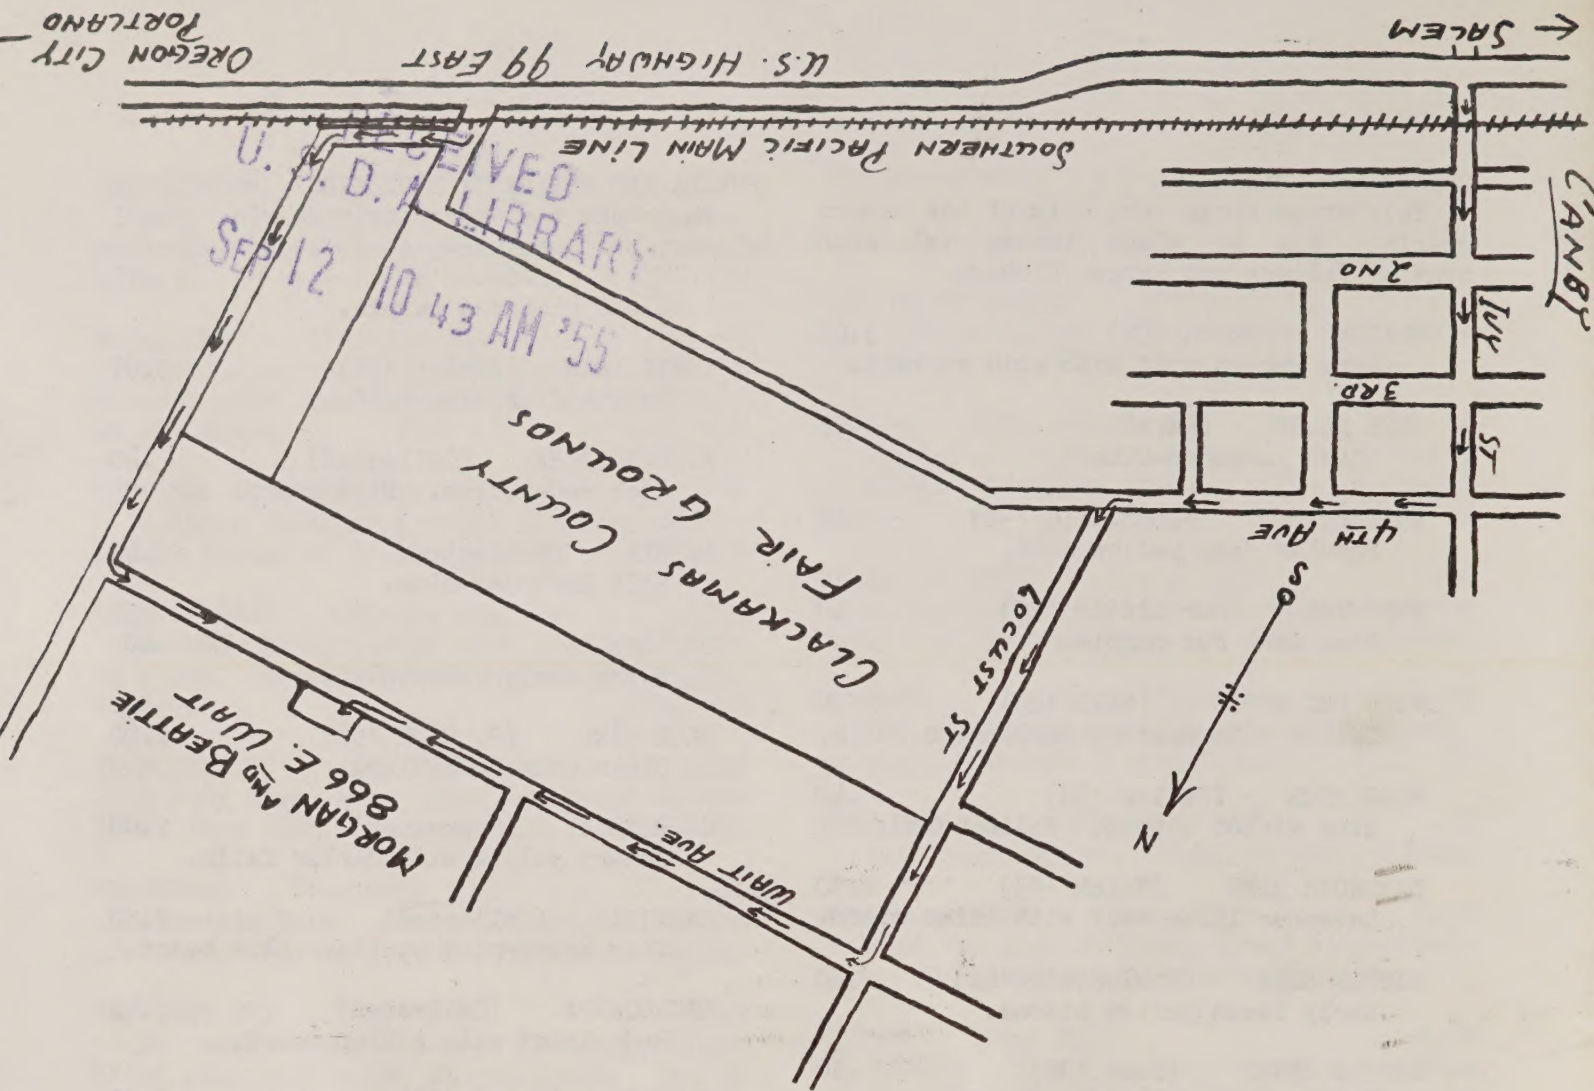 N
MORGAN AND BEATTIE
866 E. WAIT
WAIT AVE.
LOCUST ST
CLACKAMAS COUNTY
FAIR GROUNDS
SO
4TH AVE
3RD.
2ND
IVY ST
CANBY
SOUTHERN PACIFIC MAIN LINE
U.S. HIGHWAY 99 EAST
SALEM
OREGON CITY
PORTLAND
RECEIVED
U. S. D. A. LIBRARY
SEP 12 10 43 AM '55